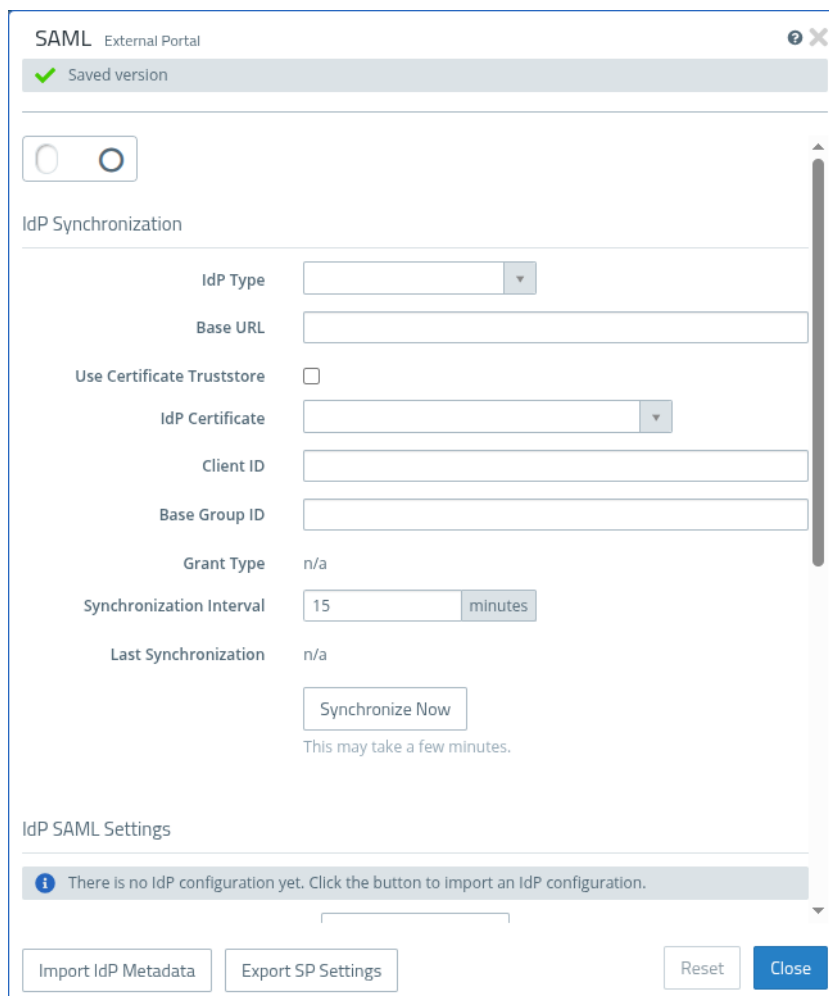 SAML External Portal
Saved version
IdP Synchronization
IdP Type
Base URL
Use Certificate Truststore
IdP Certificate
Client ID
Base Group ID
Grant Type n/a
Synchronization Interval 15 minutes
Last Synchronization n/a
Synchronize Now
This may take a few minutes.
IdP SAML Settings
There is no IdP configuration yet. Click the button to import an IdP configuration.
Import IdP Metadata Export SP Settings Reset Close